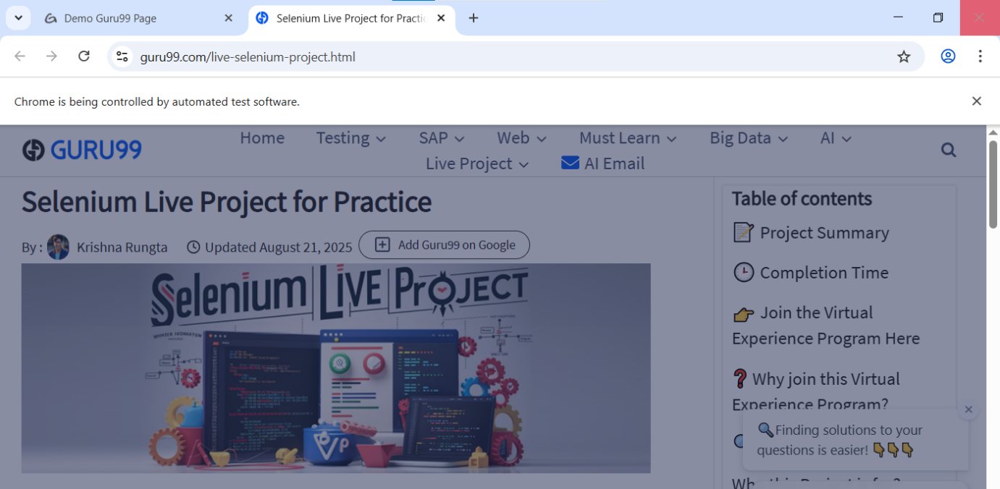 Demo Guru99 Page
Selenium Live Project for Practic
guru99.com/live-selenium-project.html
Chrome is being controlled by automated test software.
GURU99
Home Testing SAP Web Must Learn Big Data AI
Live Project AI Email
Selenium Live Project for Practice
By : Krishna Rungta Updated August 21, 2025 Add Guru99 on Google
Selenium Live Project
Table of contents
📝 Project Summary
🕒 Completion Time
👉 Join the Virtual
Experience Program Here
❓ Why join this Virtual
Experience Program?
🔍Finding solutions to your
questions is easier! 👇👇👇